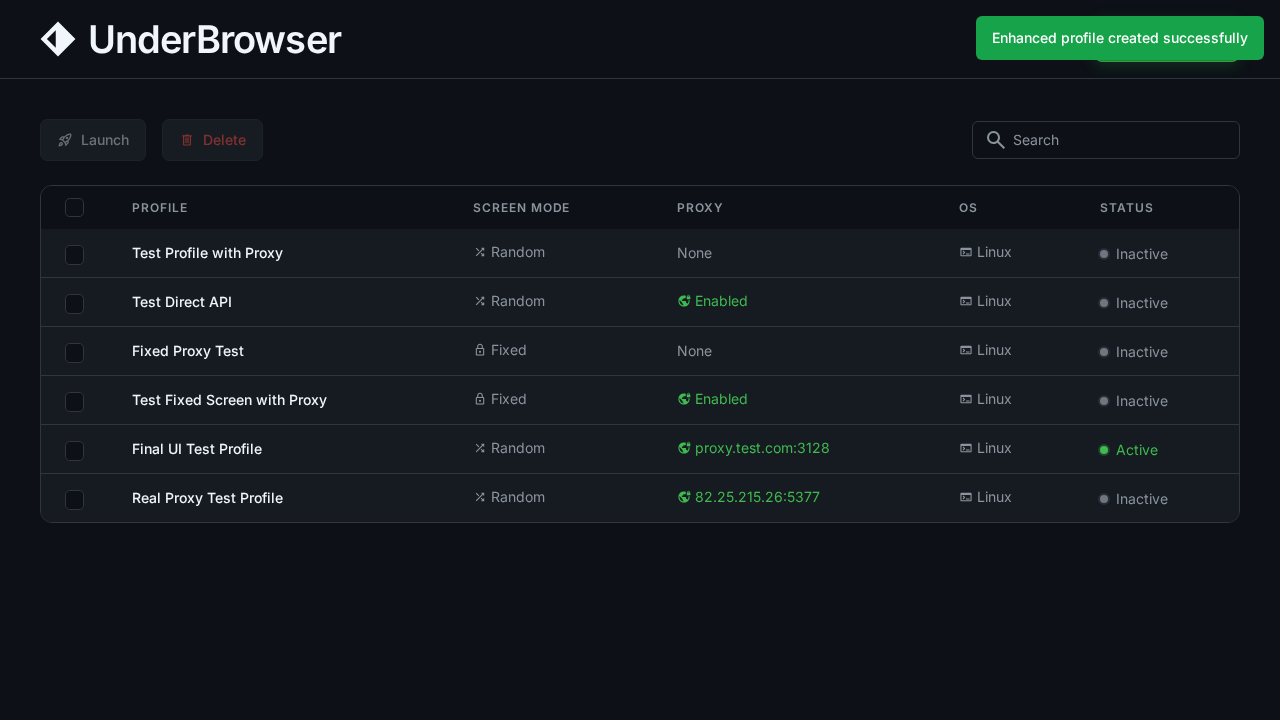 UnderBrowser
Enhanced profile created successfully
Launch
Delete
Search
PROFILE SCREEN MODE PROXY OS STATUS
Test Profile with Proxy Random None Linux Inactive
Test Direct API Random Enabled Linux Inactive
Fixed Proxy Test Fixed None Linux Inactive
Test Fixed Screen with Proxy Fixed Enabled Linux Inactive
Final UI Test Profile Random proxy.test.com:3128 Linux Active
Real Proxy Test Profile Random 82.25.215.26:5377 Linux Inactive